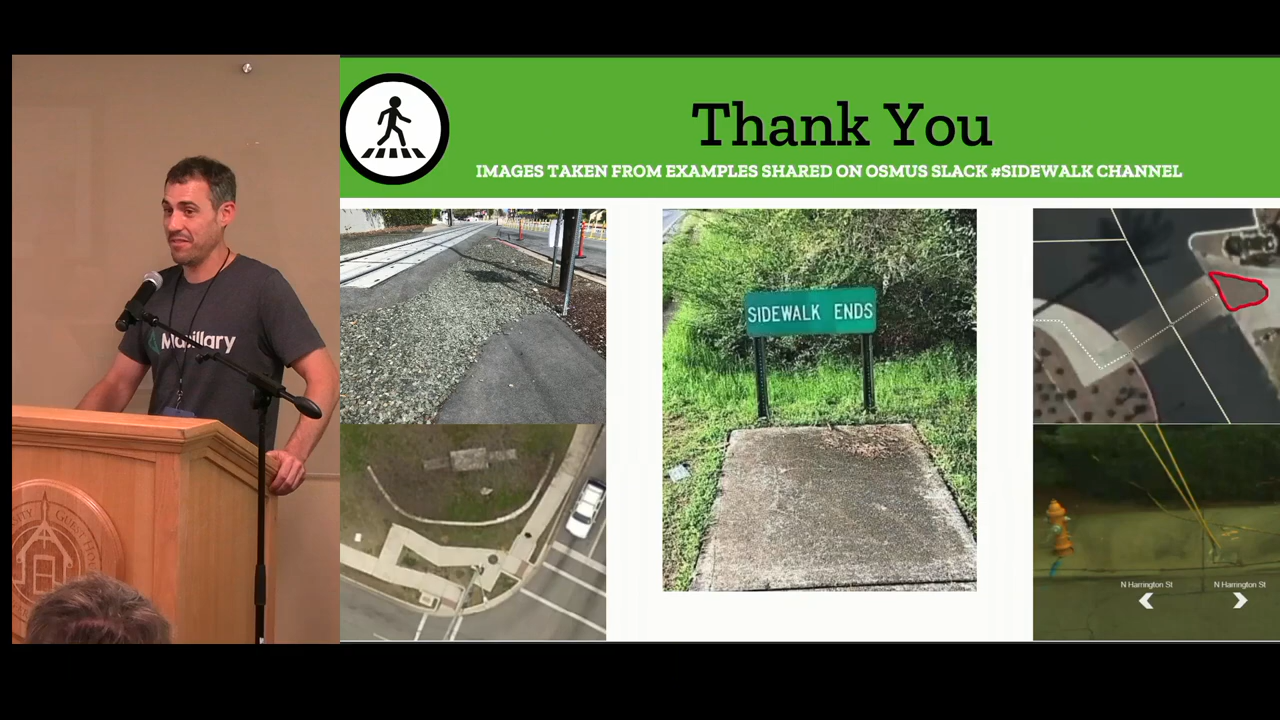 Thank You
IMAGES TAKEN FROM EXAMPLES SHARED ON OSMUS SLACK #SIDEWALK CHANNEL
SIDEWALK ENDS
Mapillary
N Harrington St
N Harrington St